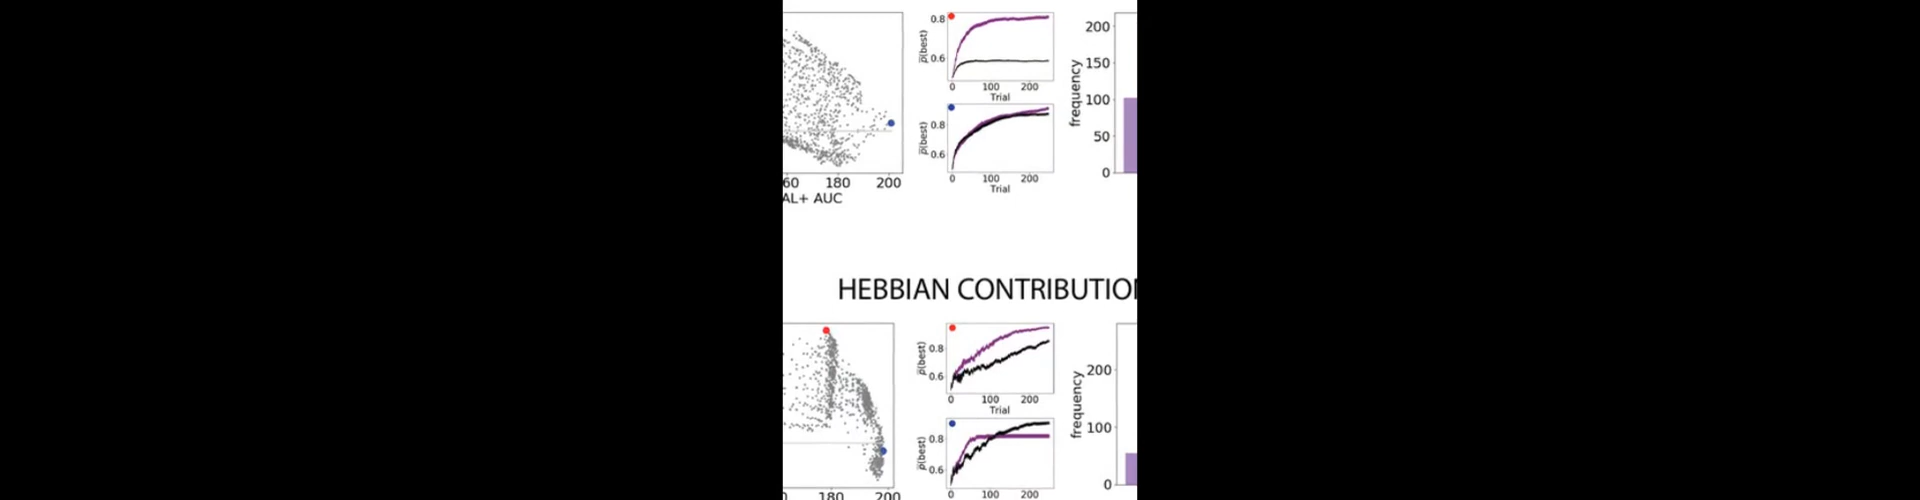 60 180 200
AL+ AUC
0.8
0.6
p̅(best)
0 100 200
Trial
0.8
0.6
p̅(best)
0 100 200
Trial
200
150
100
50
0
frequency
HEBBIAN CONTRIBUTIO
180 200
0.8
0.6
p̅(best)
0 100 200
Trial
0.8
0.6
p̅(best)
0 100 200
200
100
0
frequency